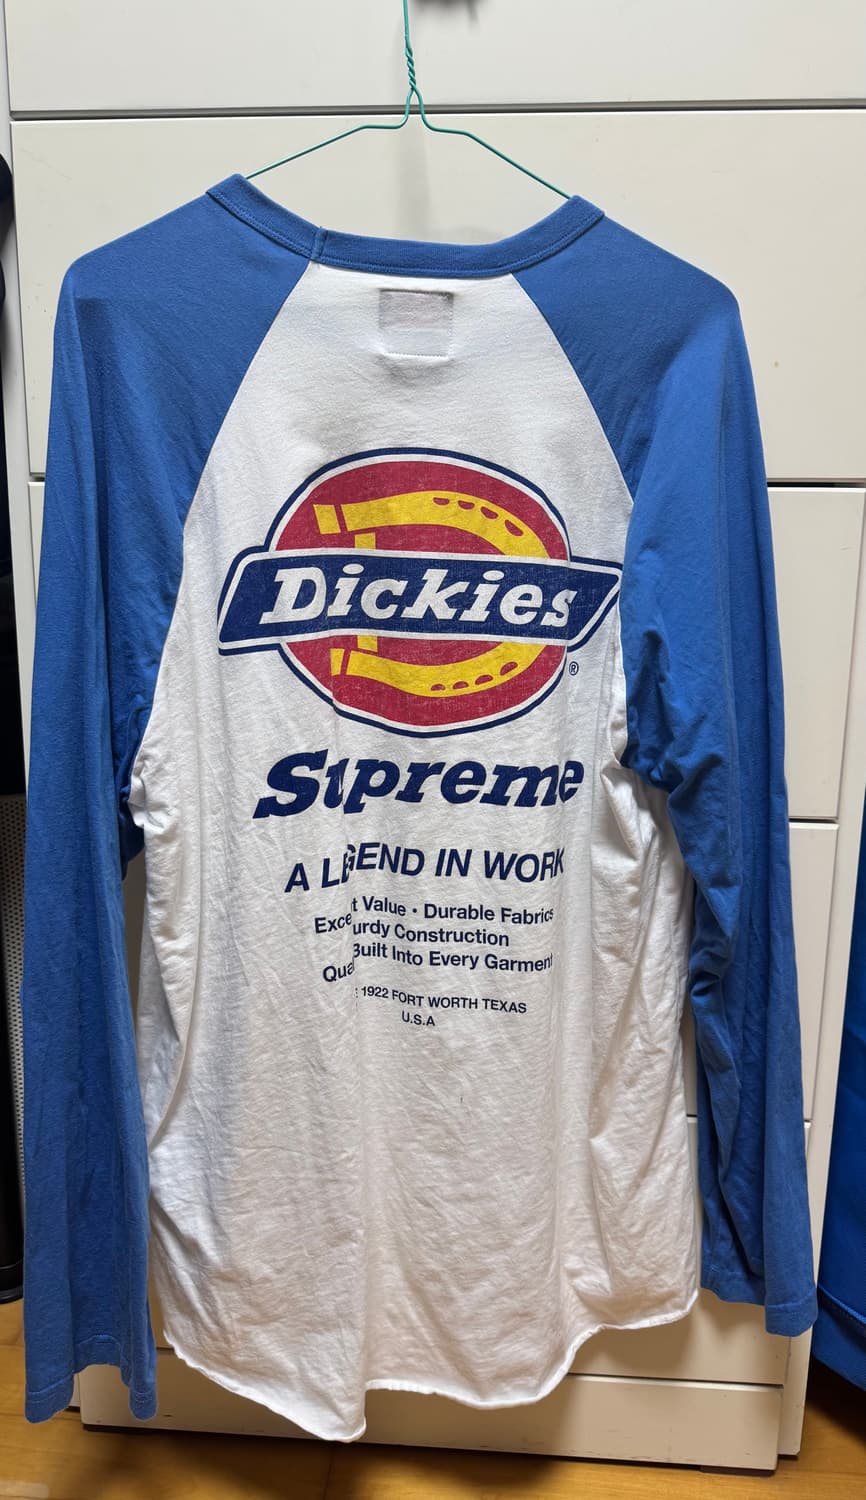 Dickies
®
Supreme
A LEGEND IN WORK
Value • Durable Fabrics
Construction
Built Into Every Garment
1922 FORT WORTH TEXAS
U.S.A